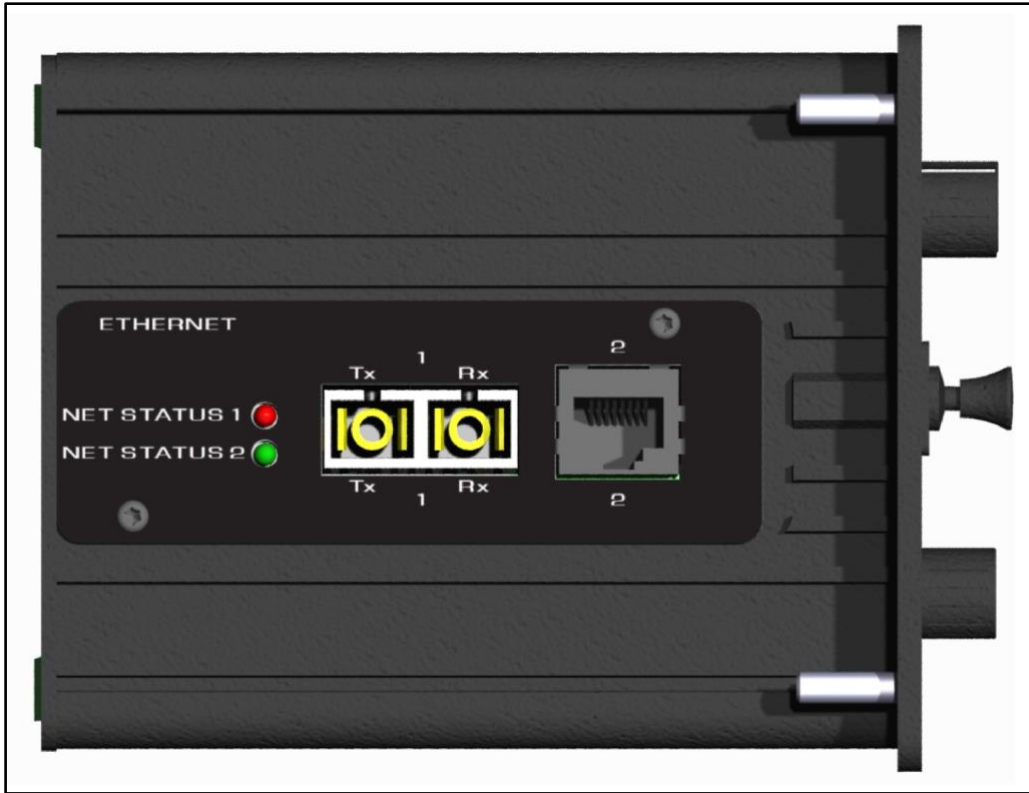 ETHERNET
1
2
Tx
Rx
NET STATUS 1
NET STATUS 2
Tx
Rx
1
2